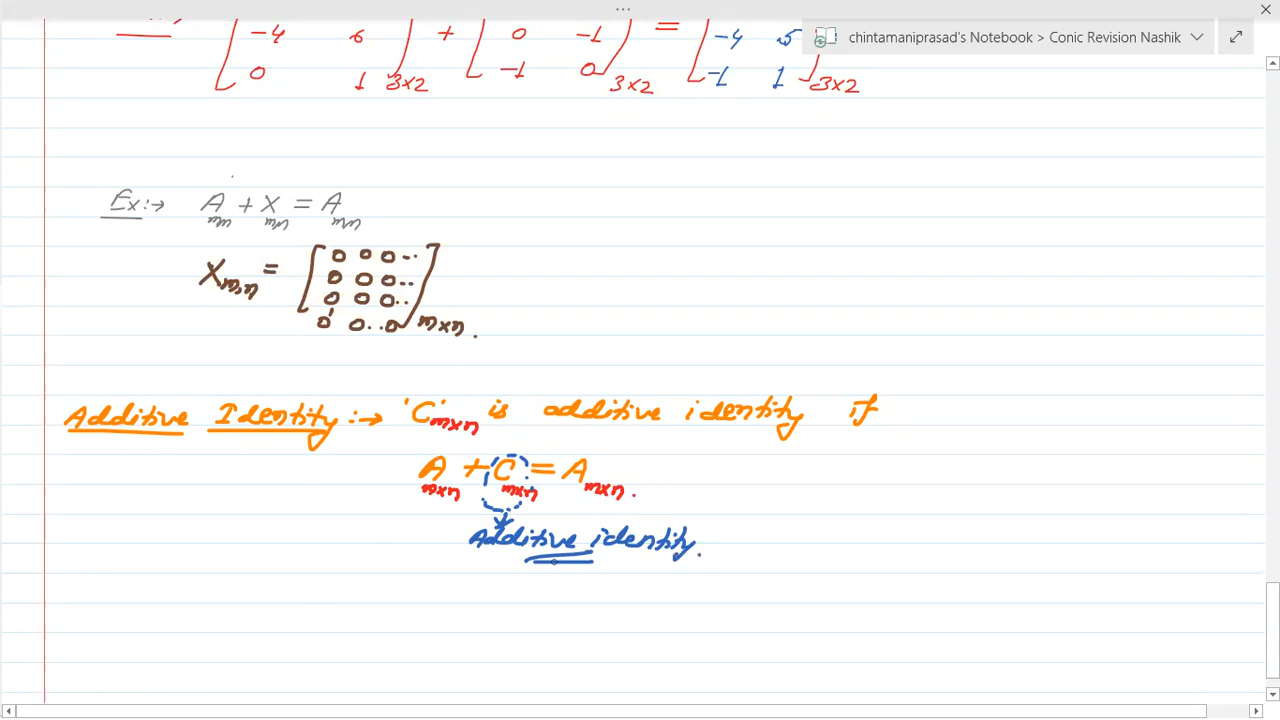 chintamaniprasad's Notebook > Conic Revision Nashik
-4 6 + 0 -1 = -4 5
0 1 3x2 -1 0 3x2 -1 1 3x2
Ex:→ A mn + X mn = A mn
X mxn = [ 0 0 0 ..
0 0 0 ..
0 0 0 ..
0 0 .. 0 ] mxn .
Additive Identity :→ 'C' mxn is additive identity if
A mxn + C mxn = A mxn .
Additive identity.